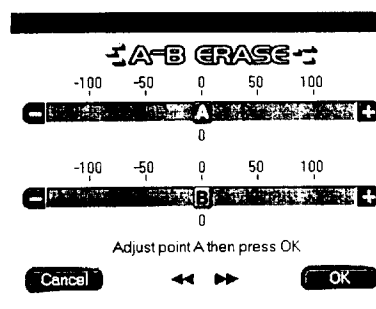 A-B ERASE
-100 -50 0 50 100
- A +
0
-100 -50 0 50 100
- B +
0
Adjust point A then press OK
Cancel OK